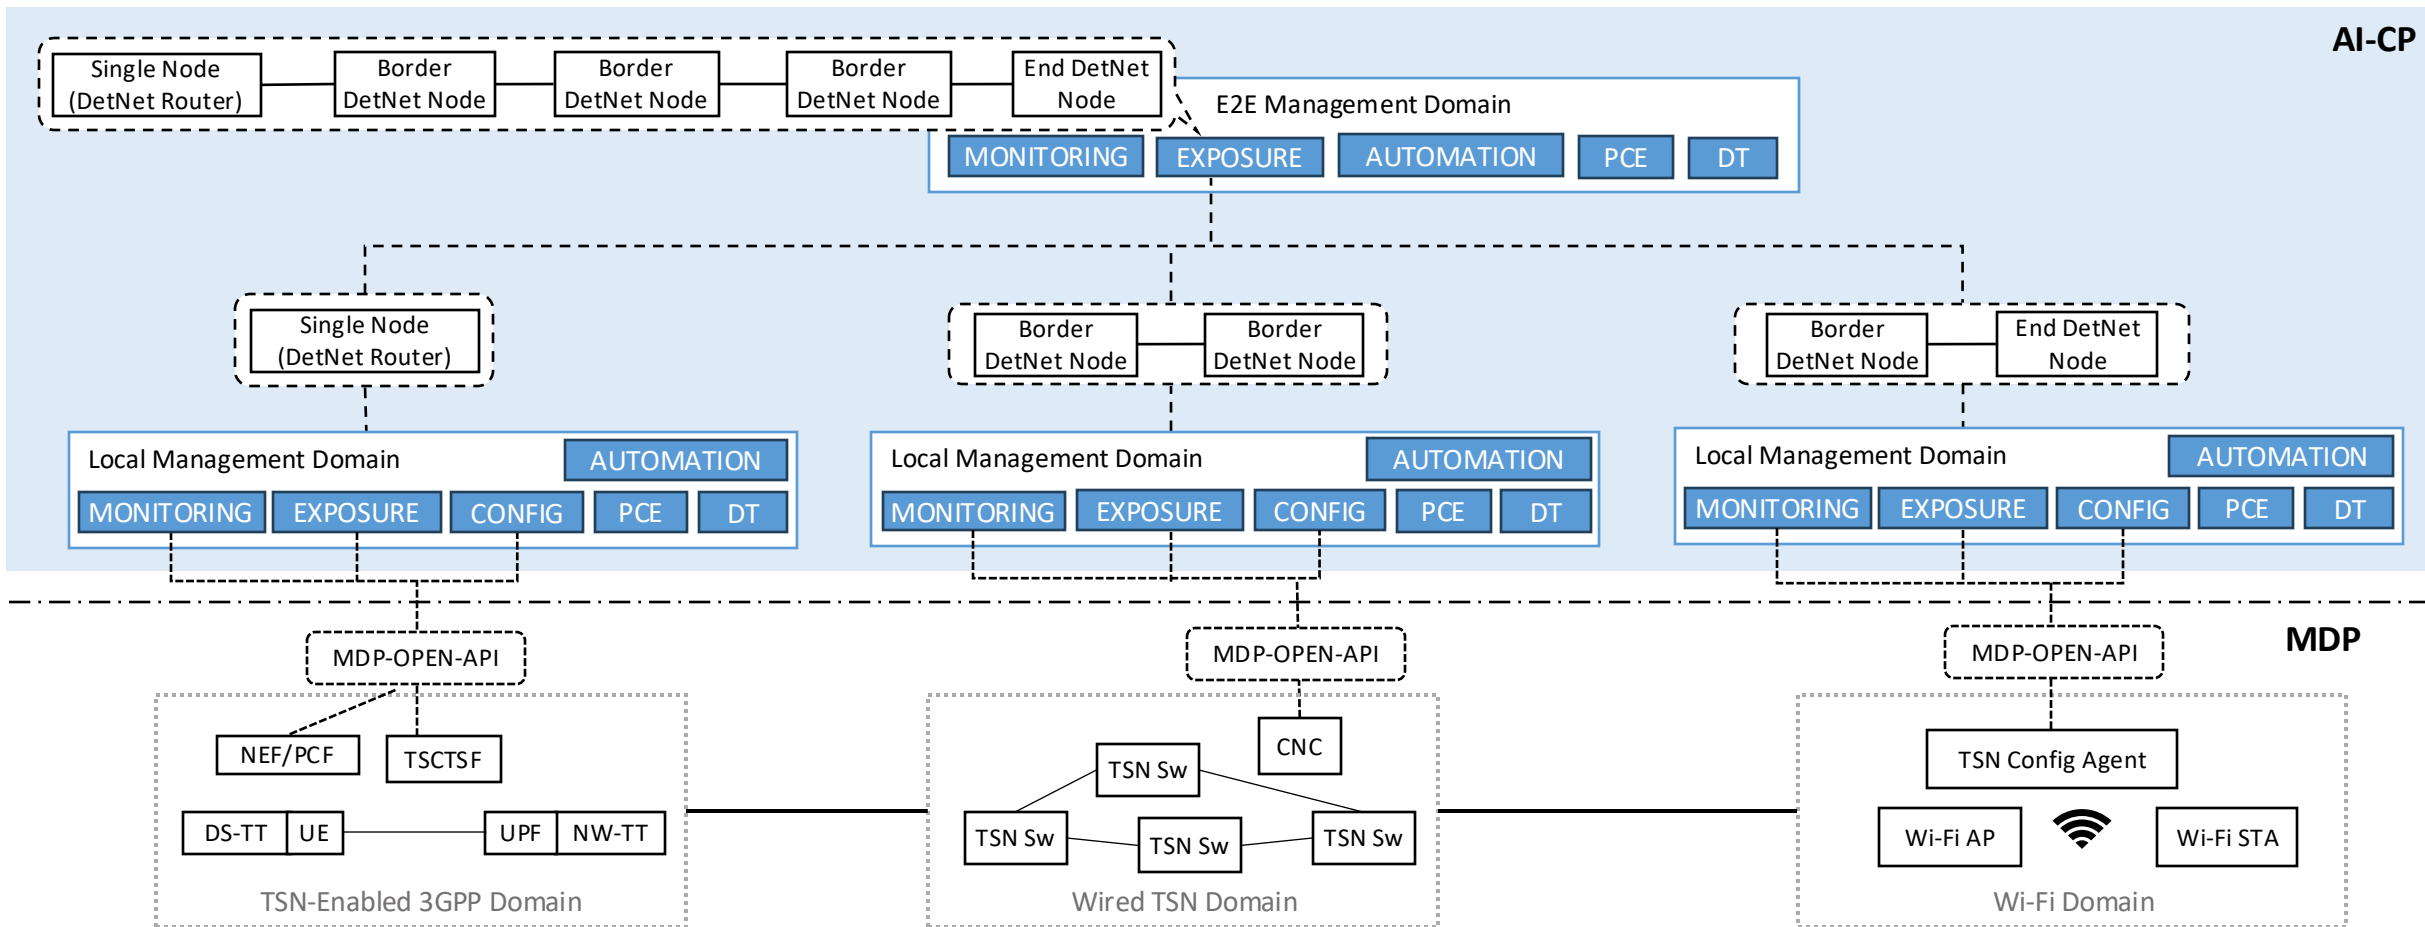 AI-CP
Single Node
(DetNet Router)
Border
DetNet Node
Border
DetNet Node
Border
DetNet Node
End DetNet
Node
E2E Management Domain
MONITORING
EXPOSURE
AUTOMATION
PCE
DT
Single Node
(DetNet Router)
Border
DetNet Node
Border
DetNet Node
Border
DetNet Node
End DetNet
Node
Local Management Domain
AUTOMATION
MONITORING
EXPOSURE
CONFIG
PCE
DT
Local Management Domain
AUTOMATION
MONITORING
EXPOSURE
CONFIG
PCE
DT
Local Management Domain
AUTOMATION
MONITORING
EXPOSURE
CONFIG
PCE
DT
MDP
MDP-OPEN-API
MDP-OPEN-API
MDP-OPEN-API
NEF/PCF
TSCTSF
DS-TT
UE
UPF
NW-TT
TSN-Enabled 3GPP Domain
CNC
TSN Sw
TSN Sw
TSN Sw
TSN Sw
Wired TSN Domain
TSN Config Agent
Wi-Fi AP
Wi-Fi STA
Wi-Fi Domain